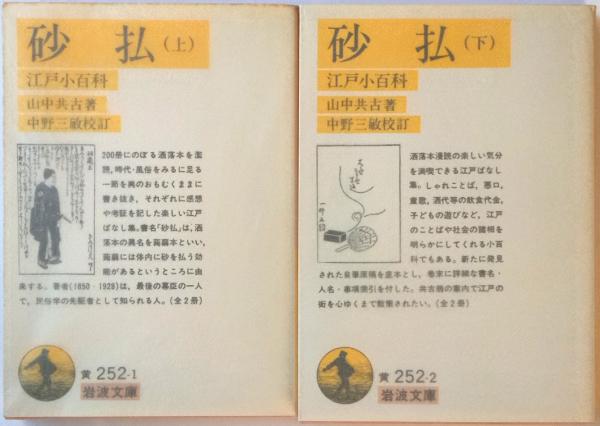 砂払(上)
江戸小百科
山中共古著
中野三敏校訂
200册にのぼる洒落本を濫
読,時代・風俗をみるに足る
一節を興のおもむくままに
書き抜き,それぞれに感想
や考証を記した楽しい江戸
ばなし集.書名「砂払」は,洒
落本の異名を蒟蒻本といい,
蒟蒻には体内に砂を払う効
能があるというところに由
来する.著者(1850-1928)は,最後の幕臣の一人
で,民俗学の先駆者として知られる人.(全2冊)
黄 252-1
岩波文庫
砂払(下)
江戸小百科
山中共古著
中野三敏校訂
洒落本漫読の楽しい気分
を満喫できる江戸ばなし
集.しゃれことば,悪口,
童歌,酒代等の飲食代金,
子どもの遊びなど,江戸
のことばや社会の諸相を
明らかにしてくれる小百
科でもある.新たに発見
された自筆原稿を底本とし,巻末に詳細な書名・
人名・事項索引を付した.共古翁の案内で江戸の
街を心ゆくまで散策されたい.(全2冊)
黄 252-2
岩波文庫